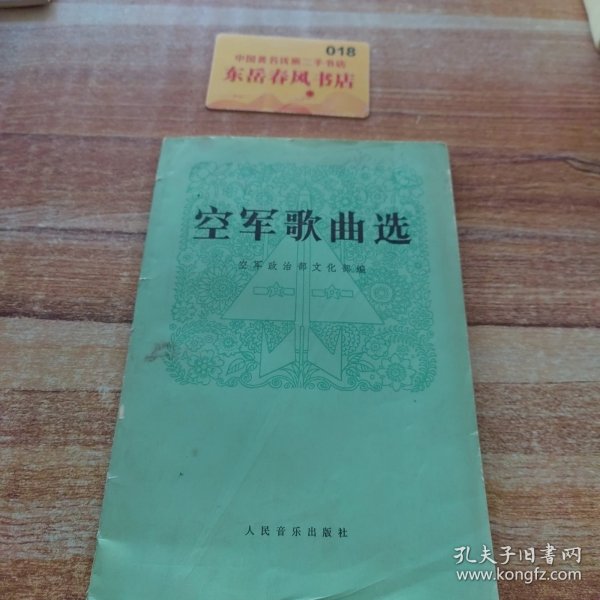 018
中国著名优秀二手书店
东岳春风书店
空军歌曲选
空军政治部文化部编
人民音乐出版社
孔夫子旧书网
www.kongfz.com